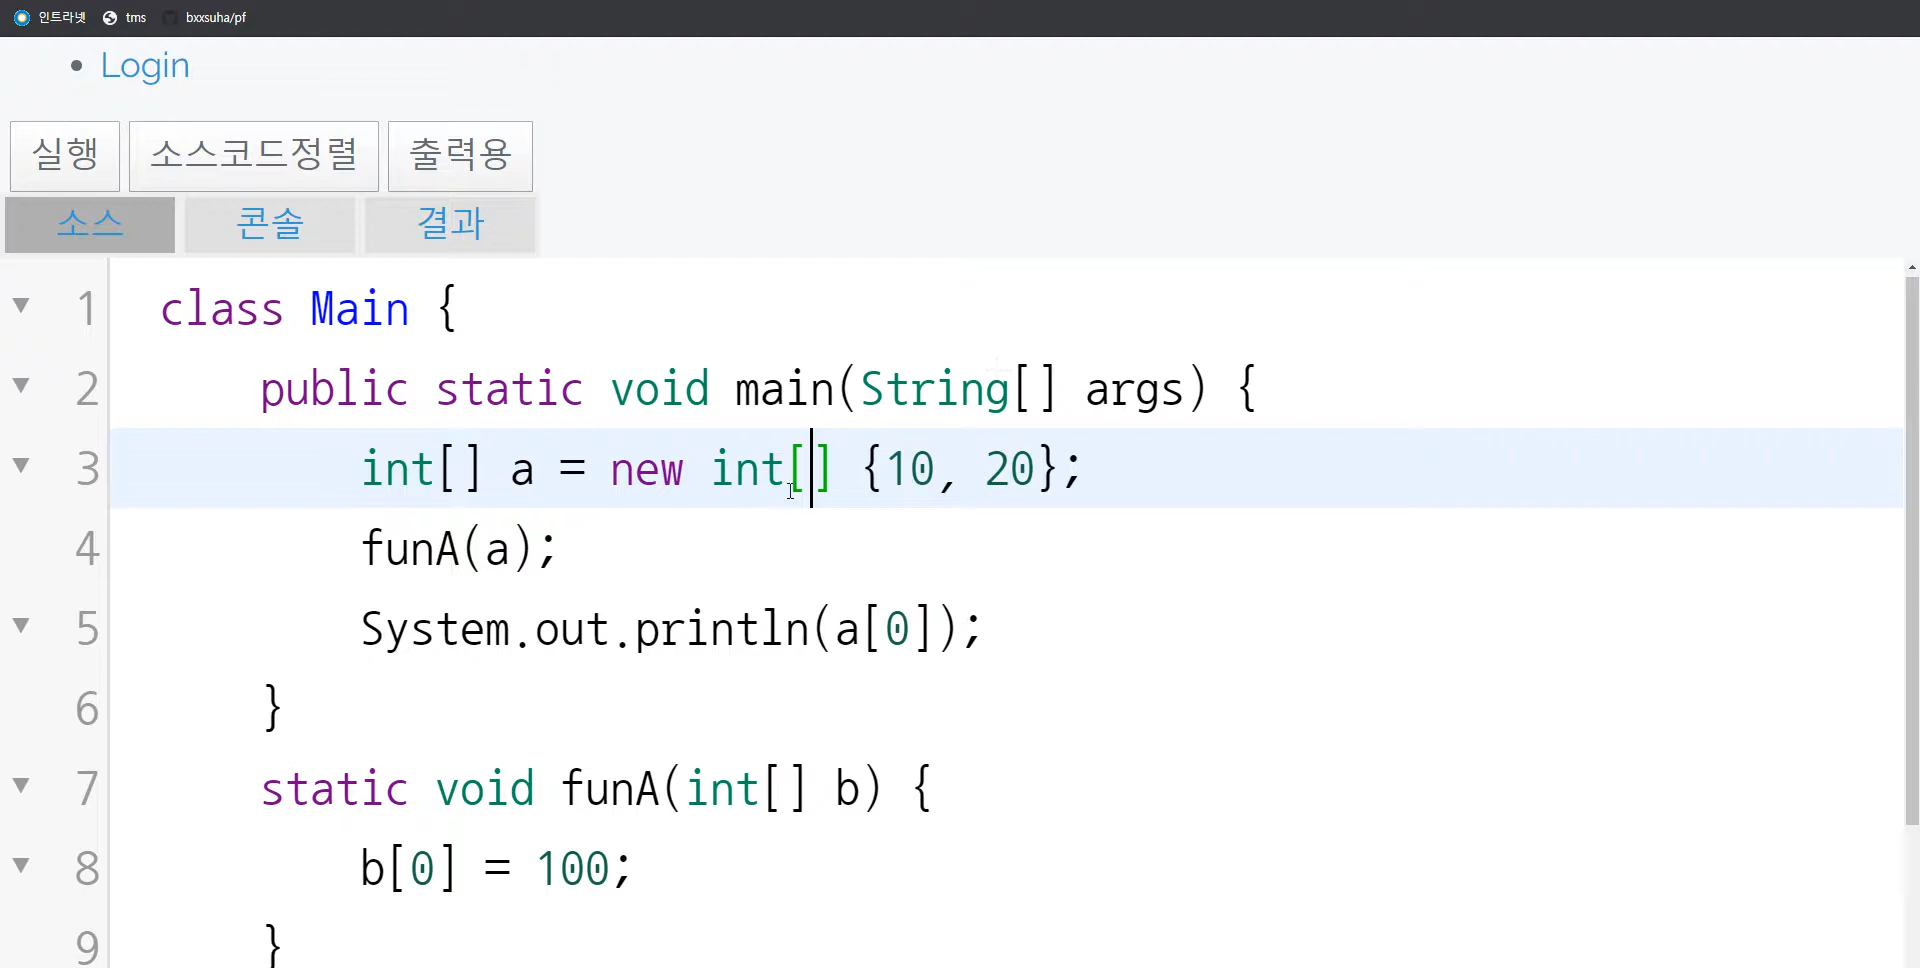 인트라넷 tms bxxsuha/pf
Login
실행 소스코드정렬 출력용
소스 콘솔 결과
1 class Main {
2 public static void main(String[] args) {
3 int[] a = new int[] {10, 20};
4 funA(a);
5 System.out.println(a[0]);
6 }
7 static void funA(int[] b) {
8 b[0] = 100;
9 }